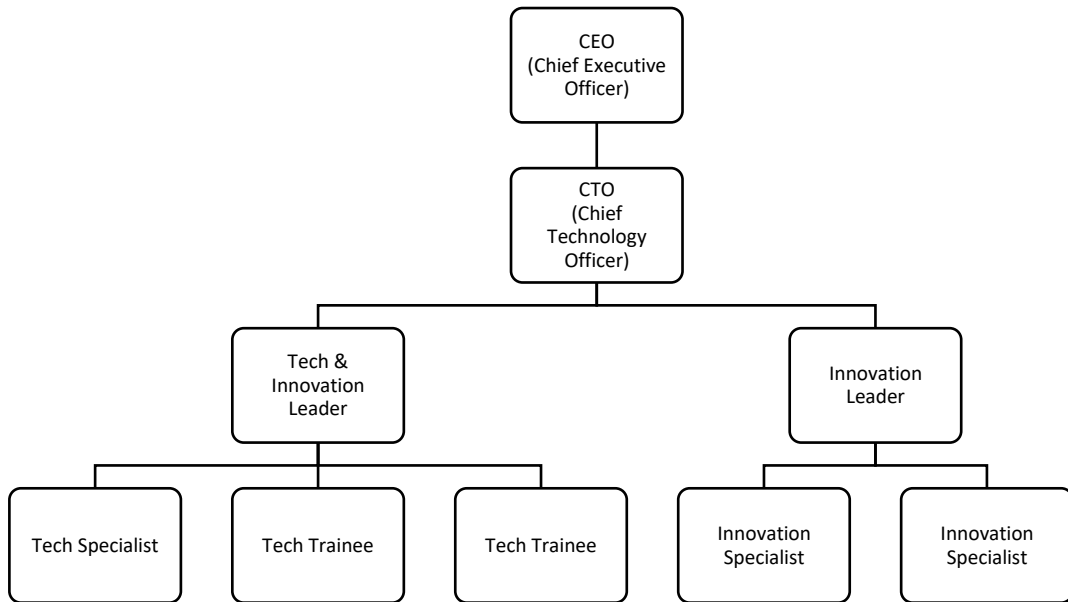 CEO
(Chief Executive
Officer)
CTO
(Chief
Technology
Officer)
Tech &
Innovation
Leader
Innovation
Leader
Tech Specialist
Tech Trainee
Tech Trainee
Innovation
Specialist
Innovation
Specialist